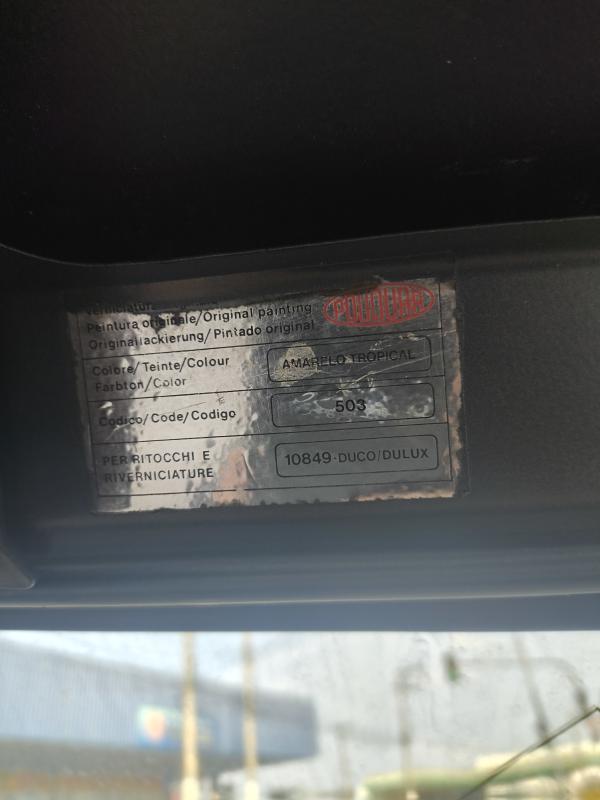 Verniciatura
Peintura originale/Original painting
Originallackierung/Pintado original
Colore/Teinte/Colour
Farbton/Color
AMARELO TROPICAL
Codico/Code/Codigo
503
PER RITOCCHI E
RIVERNICIATURE
10849-DUCO/DULUX